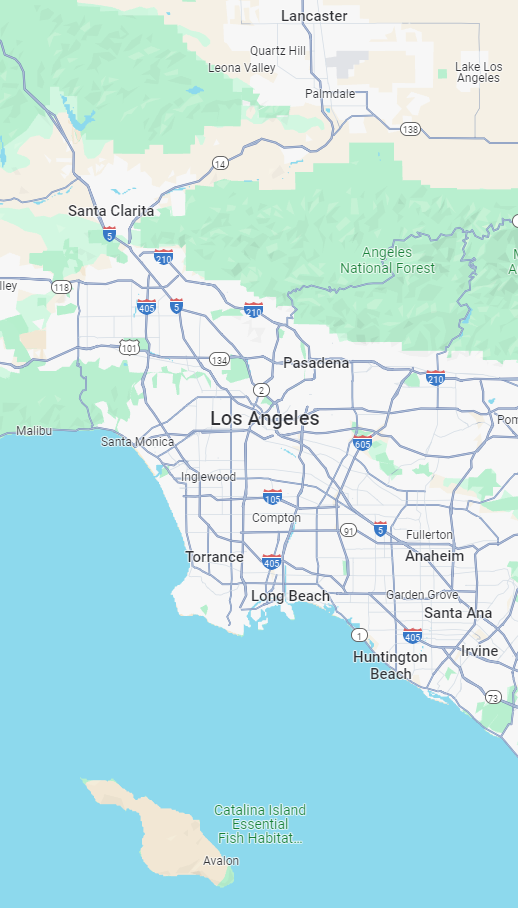 Lancaster
Quartz Hill
Leona Valley
Lake Los
Angeles
Palmdale
138
14
Santa Clarita
5
210
Angeles
National Forest
lley
118
405
5
210
101
134
Pasadena
2
210
Los Angeles
Malibu
Santa Monica
605
Pom
Inglewood
105
Compton
91
5
Fullerton
Torrance
405
Anaheim
Long Beach
Garden Grove
Santa Ana
1
405
Irvine
Huntington
Beach
73
Catalina Island
Essential
Fish Habitat...
Avalon